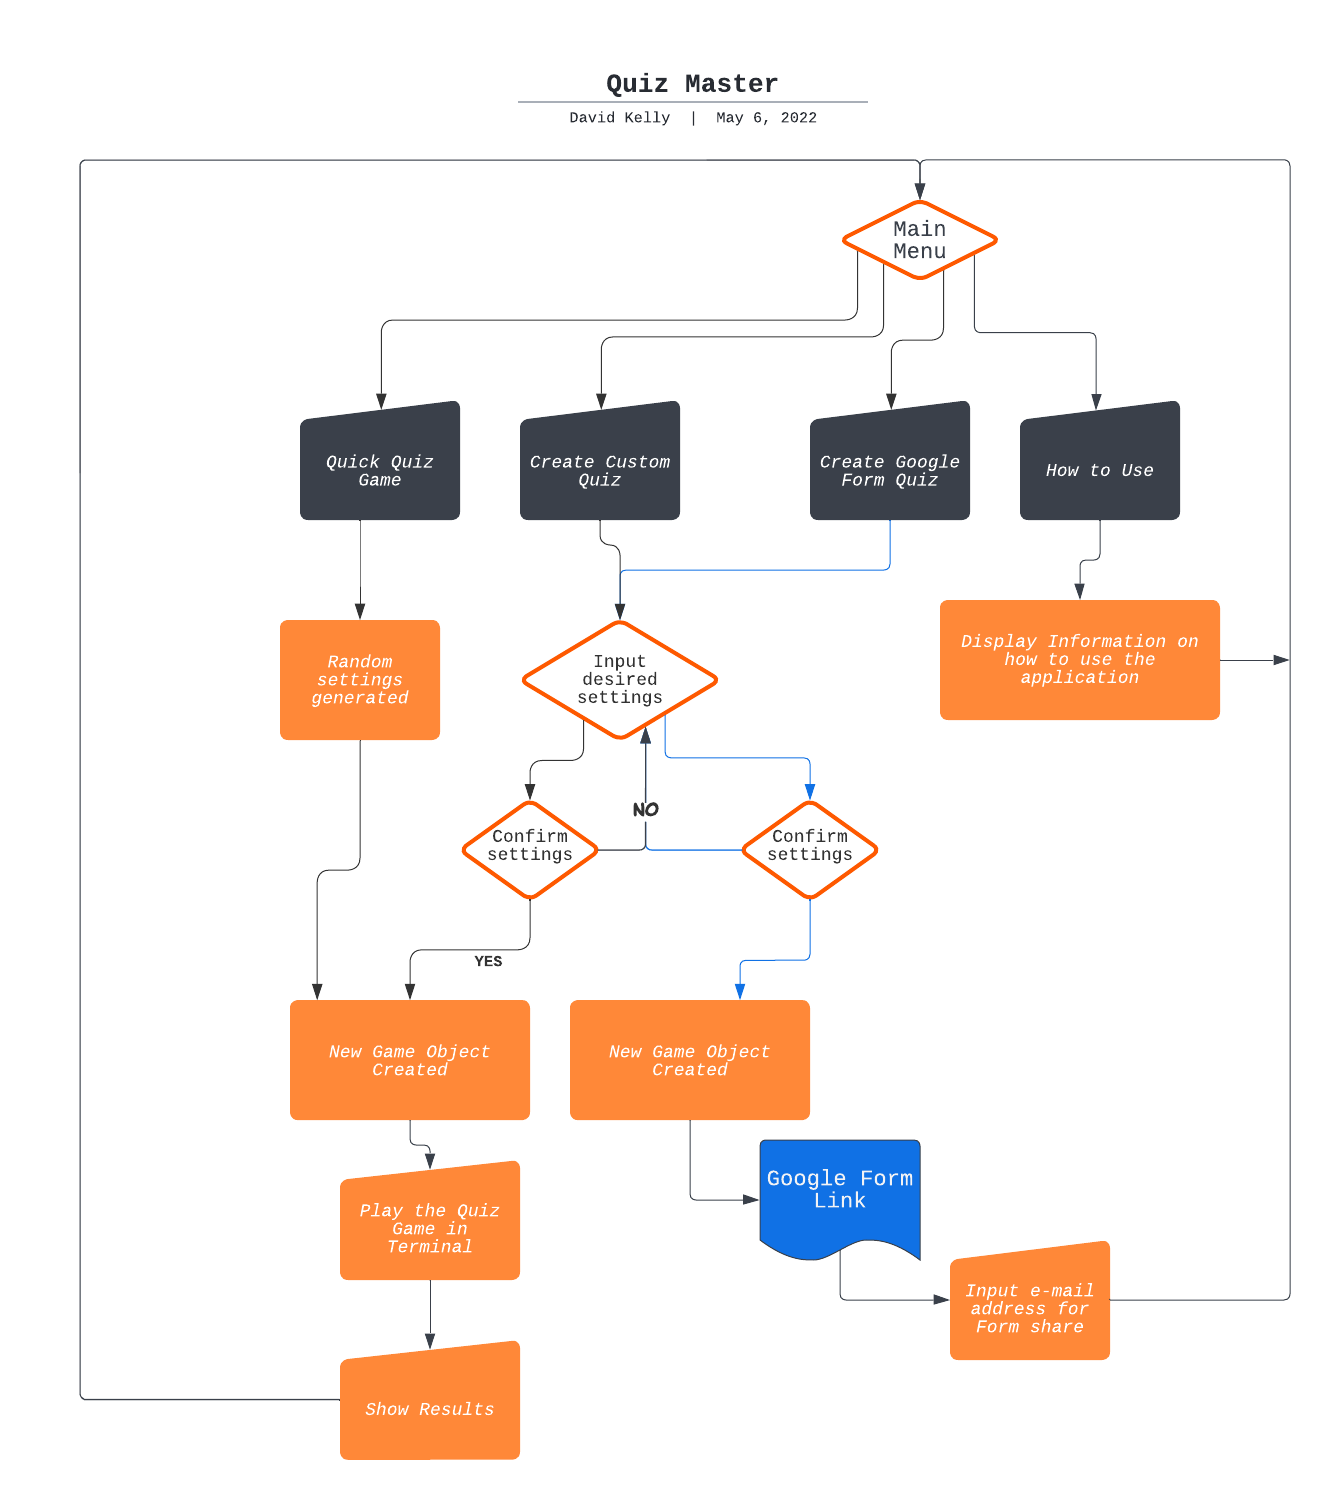 Quiz Master
David Kelly | May 6, 2022
Main
Menu
Quick Quiz
Game
Create Custom
Quiz
Create Google
Form Quiz
How to Use
Random
settings
generated
Input
desired
settings
Display Information on
how to use the
application
NO
Confirm
settings
Confirm
settings
YES
New Game Object
Created
New Game Object
Created
Google Form
Link
Play the Quiz
Game in
Terminal
Input e-mail
address for
Form share
Show Results